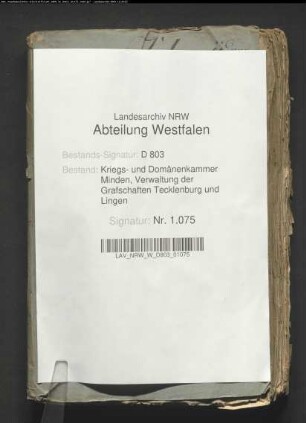 Landesarchiv NRW
Abteilung Westfalen
Bestands-Signatur: D 803
Bestand: Kriegs- und Domänenkammer
Minden, Verwaltung der
Grafschaften Tecklenburg und
Lingen
Signatur: Nr. 1.075
LAV_NRW_W_D803_01075